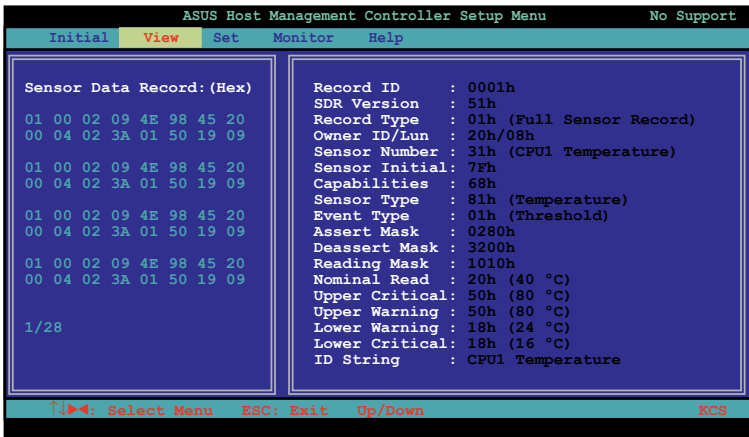 ASUS Host Management Controller Setup Menu No Support
Initial View Set Monitor Help
Sensor Data Record:(Hex)
01 00 02 09 4E 98 45 20
00 04 02 3A 01 50 19 09
01 00 02 09 4E 98 45 20
00 04 02 3A 01 50 19 09
01 00 02 09 4E 98 45 20
00 04 02 3A 01 50 19 09
01 00 02 09 4E 98 45 20
00 04 02 3A 01 50 19 09
1/28
Record ID : 0001h
SDR Version : 51h
Record Type : 01h (Full Sensor Record)
Owner ID/Lun : 20h/08h
Sensor Number : 31h (CPU1 Temperature)
Sensor Initial: 7Fh
Capabilities : 68h
Sensor Type : 81h (Temperature)
Event Type : 01h (Threshold)
Assert Mask : 0280h
Deassert Mask : 3200h
Reading Mask : 1010h
Nominal Read : 20h (40 °C)
Upper Critical: 50h (80 °C)
Upper Warning : 50h (80 °C)
Lower Warning : 18h (24 °C)
Lower Critical: 18h (16 °C)
ID String : CPU1 Temperature
↑↓►◄: Select Menu ESC: Exit Up/Down KCS